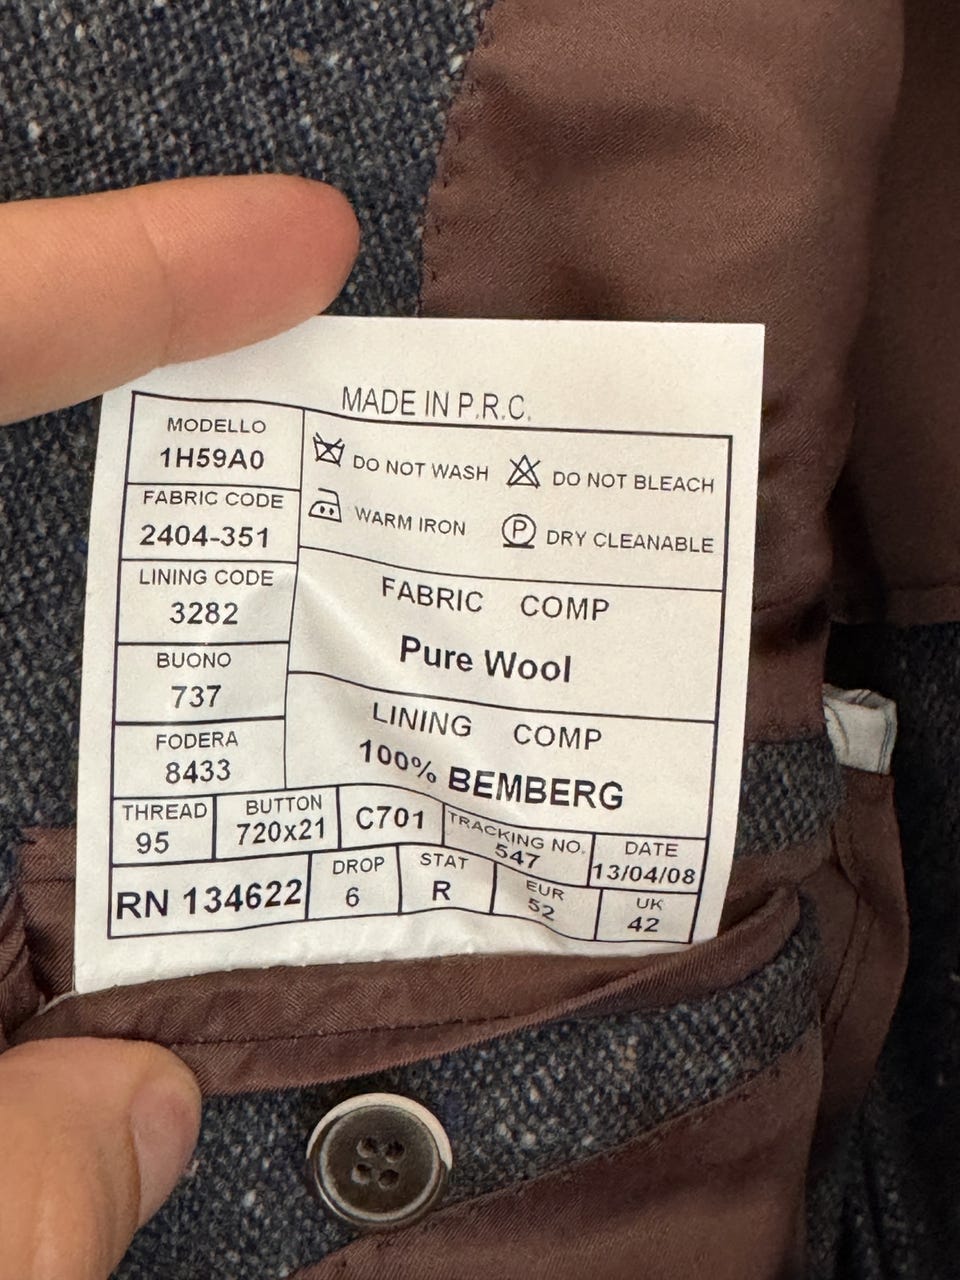 MADE IN P.R.C.
MODELLO
1H59A0
DO NOT WASH
DO NOT BLEACH
WARM IRON
P
DRY CLEANABLE
FABRIC CODE
2404-351
LINING CODE
3282
BUONO
737
FODERA
8433
FABRIC COMP
Pure Wool
LINING COMP
100% BEMBERG
THREAD
95
BUTTON
720x21
C701
TRACKING NO.
547
DATE
13/04/08
RN 134622
DROP
6
STAT
R
EUR
52
UK
42